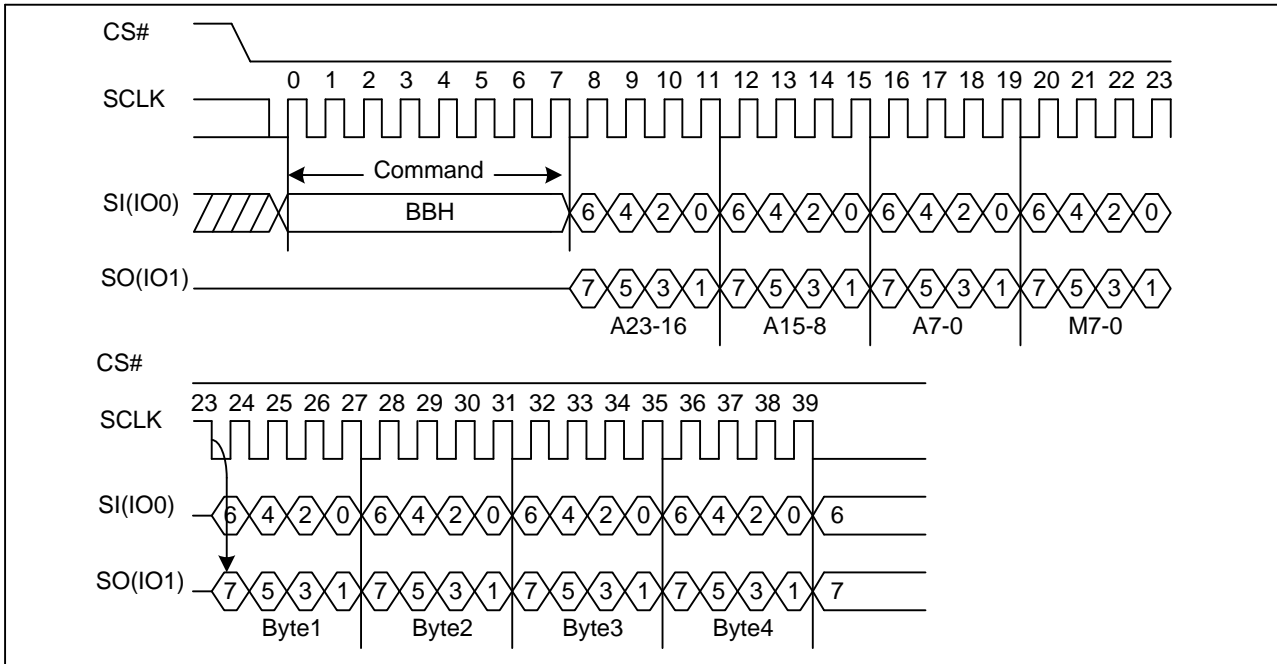 CS#
0 1 2 3 4 5 6 7 8 9 10 11 12 13 14 15 16 17 18 19 20 21 22 23
SCLK
Command
SI(IO0) BBH 6 4 2 0 6 4 2 0 6 4 2 0 6 4 2 0
SO(IO1) 7 5 3 1 7 5 3 1 7 5 3 1 7 5 3 1
A23-16 A15-8 A7-0 M7-0
CS#
23 24 25 26 27 28 29 30 31 32 33 34 35 36 37 38 39
SCLK
SI(IO0) 6 4 2 0 6 4 2 0 6 4 2 0 6 4 2 0 6
SO(IO1) 7 5 3 1 7 5 3 1 7 5 3 1 7 5 3 1 7
Byte1 Byte2 Byte3 Byte4